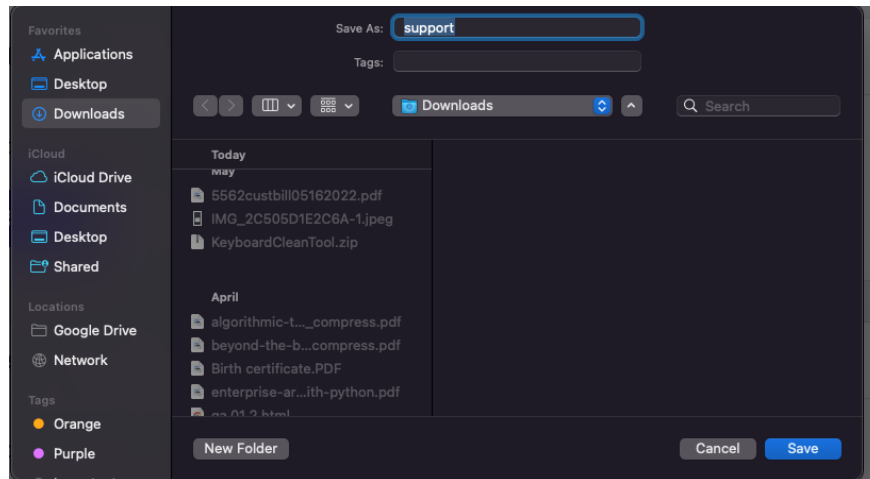 Favorites
Applications
Desktop
Downloads
iCloud
iCloud Drive
Documents
Desktop
Shared
Locations
Google Drive
Network
Tags
Orange
Purple
Save As: support
Tags:
Downloads
Search
Today
May
5562custbill05162022.pdf
IMG_2C505D1E2C6A-1.jpeg
KeyboardCleanTool.zip
April
algorithmic-t..._compress.pdf
beyond-the-b...compress.pdf
Birth certificate.PDF
enterprise-ar...ith-python.pdf
New Folder
Cancel
Save